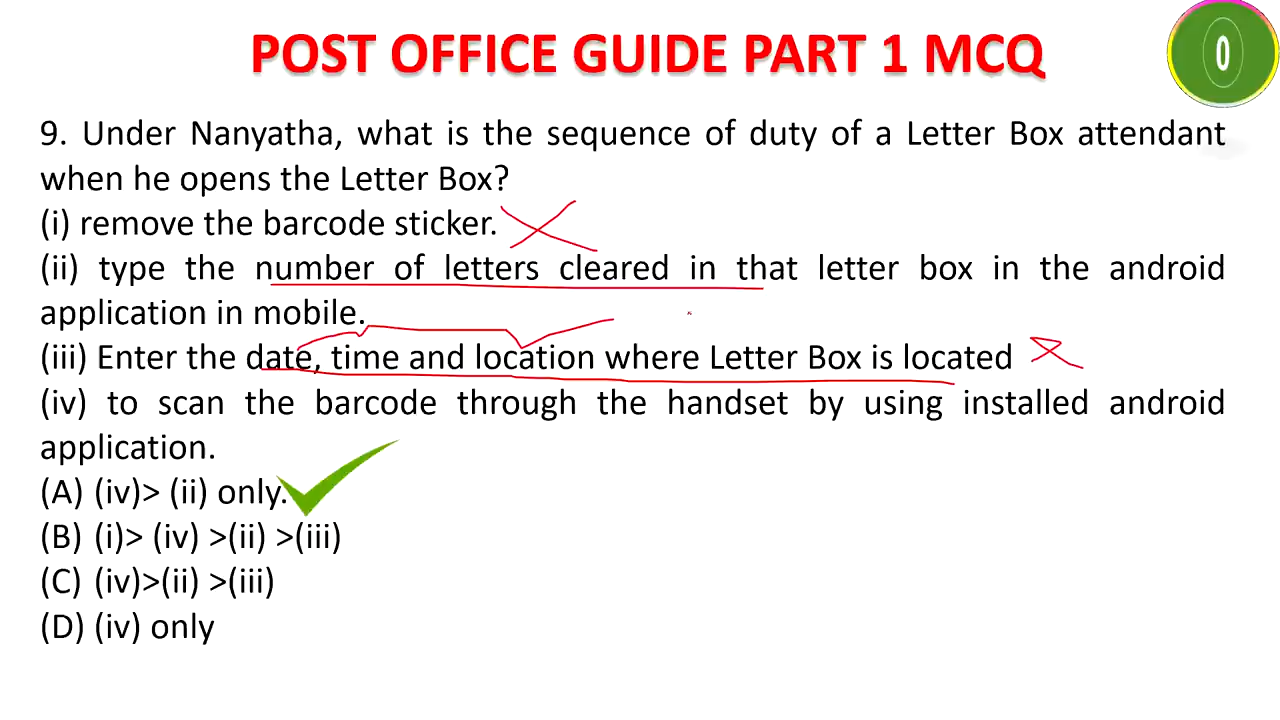 POST OFFICE GUIDE PART 1 MCQ
0
9. Under Nanyatha, what is the sequence of duty of a Letter Box attendant
when he opens the Letter Box?
(i) remove the barcode sticker.
(ii) type the number of letters cleared in that letter box in the android
application in mobile.
(iii) Enter the date, time and location where Letter Box is located
(iv) to scan the barcode through the handset by using installed android
application.
(A) (iv)> (ii) only.
(B) (i)> (iv) >(ii) >(iii)
(C) (iv)>(ii) >(iii)
(D) (iv) only